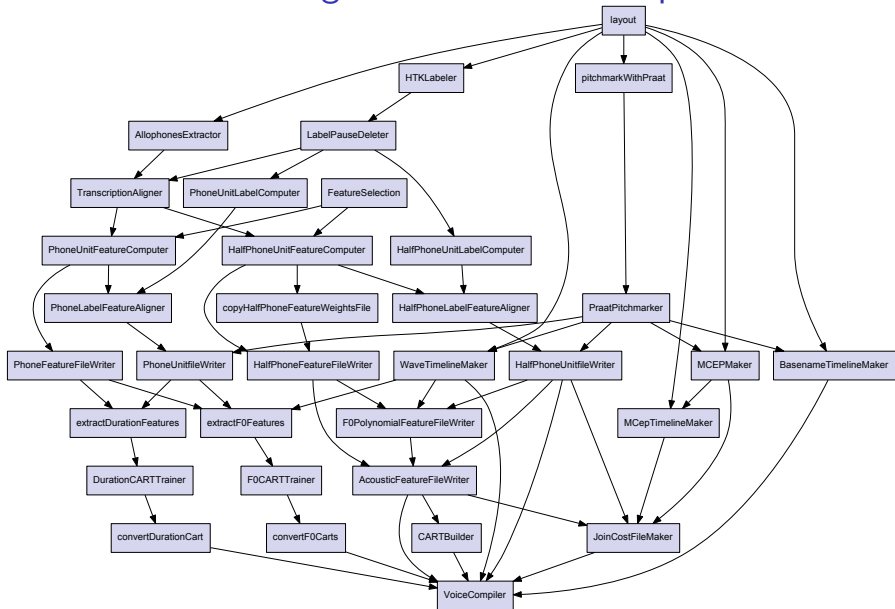 layout
HTKLabeler
pitchmarkWithPraat
AllophonesExtractor
LabelPauseDeleter
TranscriptionAligner
PhoneUnitLabelComputer
FeatureSelection
PhoneUnitFeatureComputer
HalfPhoneUnitFeatureComputer
HalfPhoneUnitLabelComputer
PhoneLabelFeatureAligner
copyHalfPhoneFeatureWeightsFile
HalfPhoneLabelFeatureAligner
PraatPitchmarker
PhoneFeatureFileWriter
PhoneUnitfileWriter
HalfPhoneFeatureFileWriter
WaveTimelineMaker
HalfPhoneUnitfileWriter
MCEPMaker
BasenameTimelineMaker
extractDurationFeatures
extractF0Features
F0PolynomialFeatureFileWriter
MCepTimelineMaker
DurationCARTTrainer
F0CARTTrainer
AcousticFeatureFileWriter
convertDurationCart
convertF0Carts
CARTBuilder
JoinCostFileMaker
VoiceCompiler